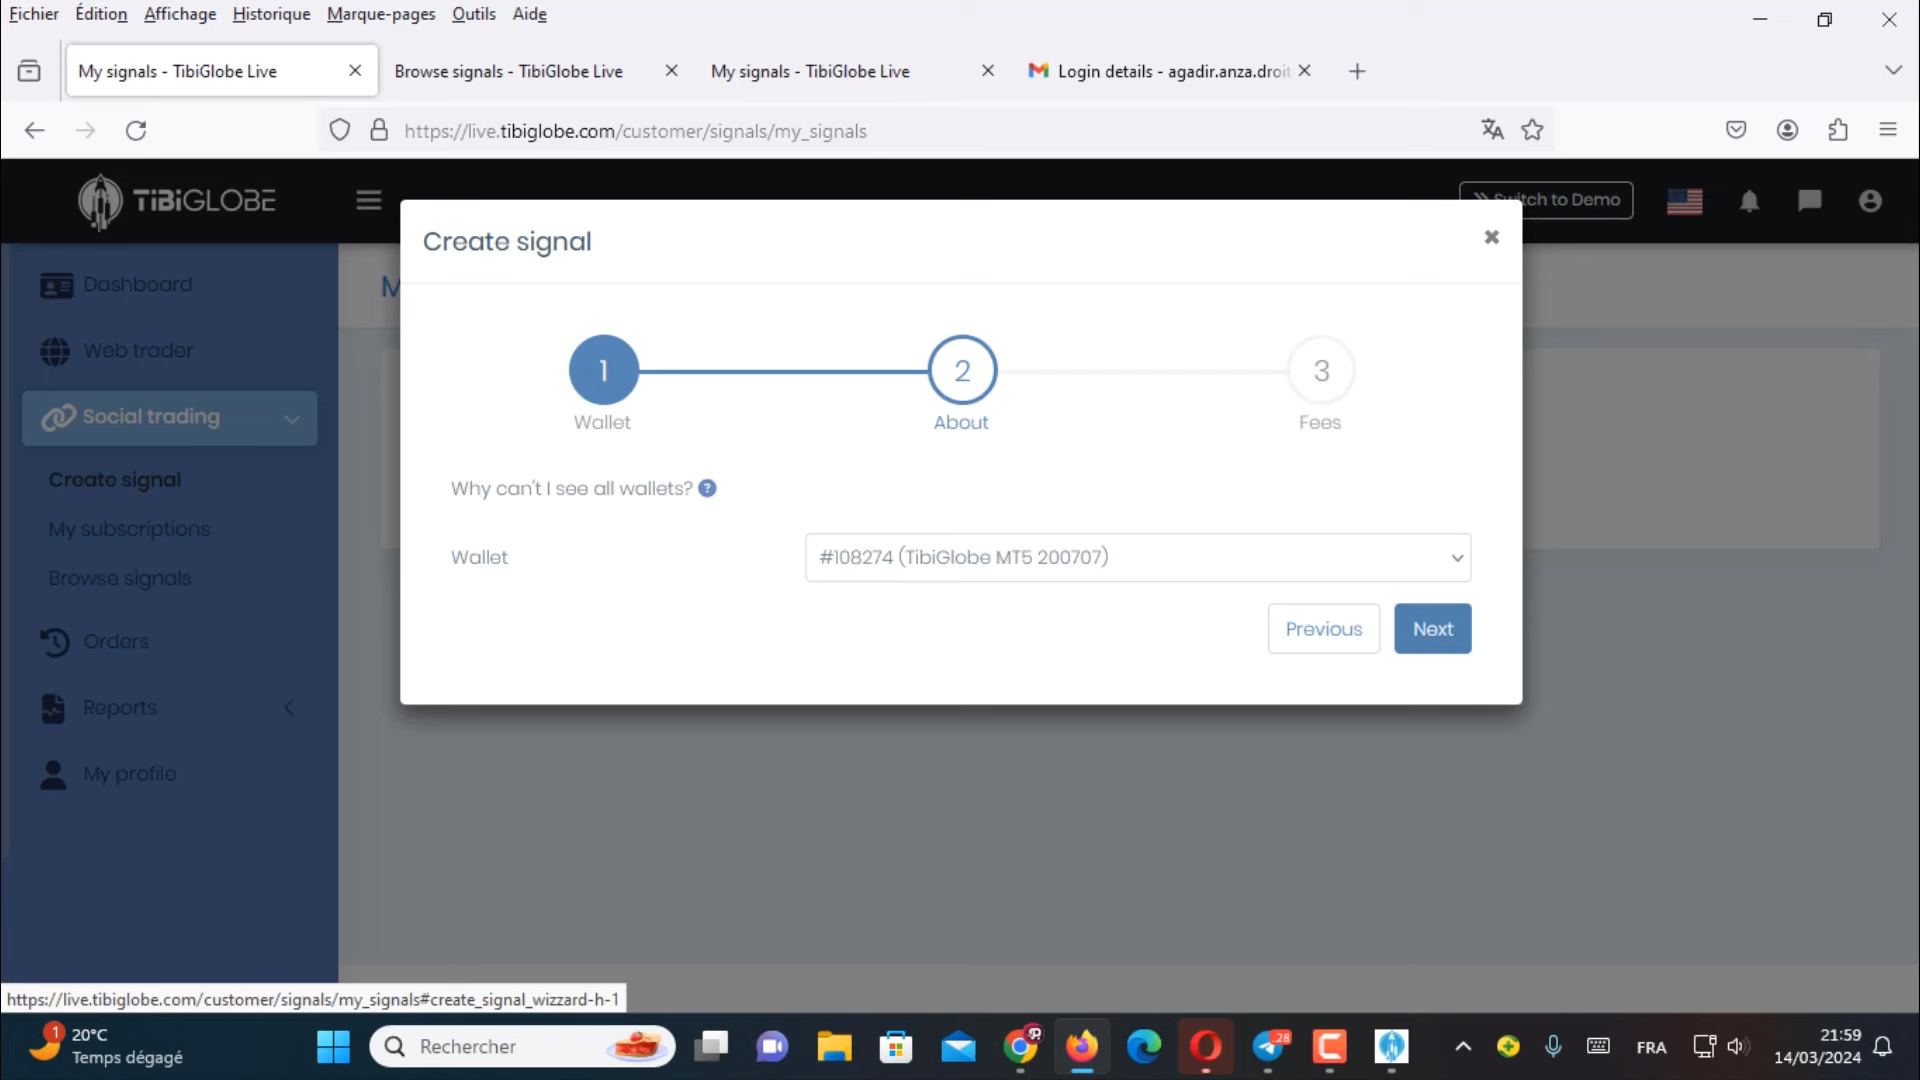 Fichier Édition Affichage Historique Marque-pages Outils Aide
My signals - TibiGlobe Live
Browse signals - TibiGlobe Live
My signals - TibiGlobe Live
Login details - agadir.anza.droit
https://live.tibiglobe.com/customer/signals/my_signals
TiBiGLOBE
Switch to Demo
Create signal
Dashboard
M
Web trader
Social trading
Create signal
My subscriptions
Browse signals
Orders
Reports
My profile
1
2
3
Wallet
About
Fees
Why can't I see all wallets? ?
Wallet
#108274 (TibiGlobe MT5 200707)
Previous
Next
https://live.tibiglobe.com/customer/signals/my_signals#create_signal_wizzard-h-1
1
20°C
Temps dégagé
Rechercher
28
FRA
21:59
14/03/2024